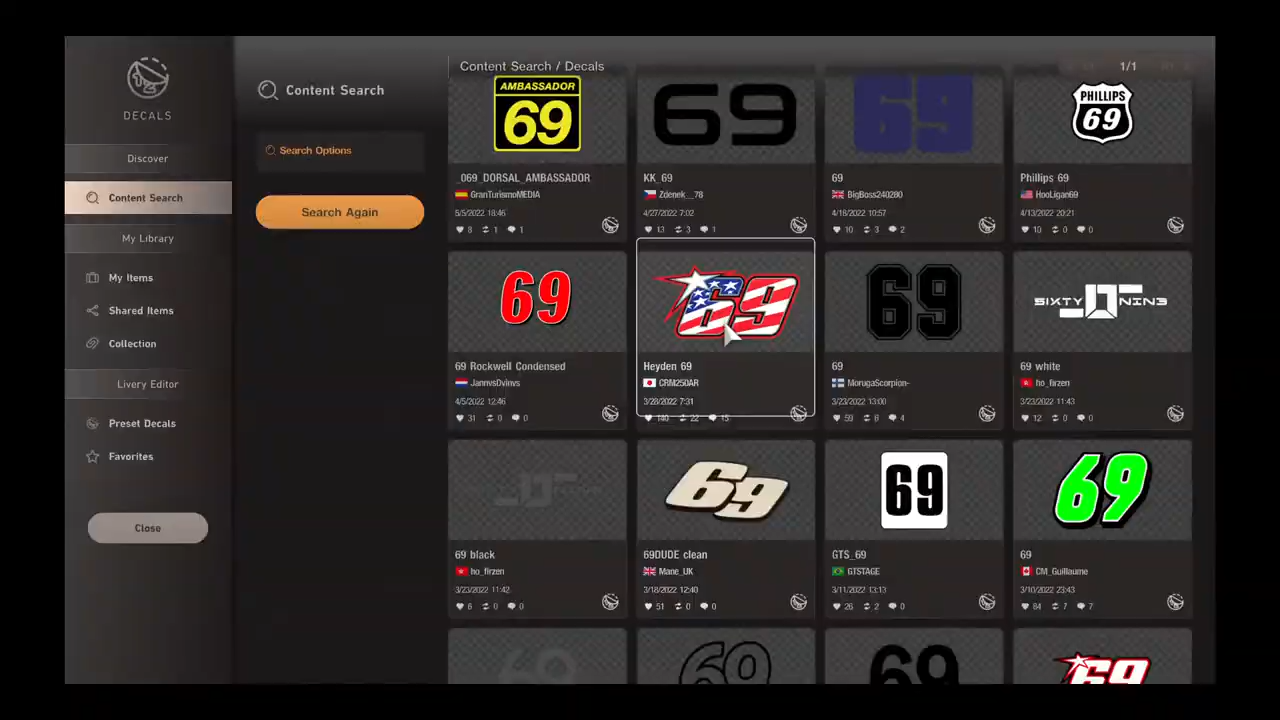 DECALS
Discover
Content Search
My Library
My Items
Shared Items
Collection
Livery Editor
Preset Decals
Favorites
Close
Content Search
Search Options
Search Again
Content Search / Decals
1/1
AMBASSADOR
69
_069_DORSAL_AMBASSADOR
GranTurismoMEDIA
5/5/2022 18:46
8 1 1
69
KK_69
Zdenek__78
4/27/2022 7:02
13 3 1
69
69
BigBoss240280
4/18/2022 10:57
10 3 2
PHILLIPS
69
Phillips 69
HooLigan69
4/13/2022 20:21
10 0 0
69
69 Rockwell Condensed
JannvsDvinvs
4/5/2022 12:46
31 0 0
69
Heyden 69
CRM250AR
3/28/2022 7:31
140 22 15
69
69
MorugaScorpion-
3/23/2022 13:00
59 6 4
SIXTY NIN3
69 white
ho_firzen
3/23/2022 11:43
12 0 0
69 black
ho_firzen
3/23/2022 11:42
6 0 0
69
69DUDE clean
Mane_UK
3/18/2022 12:40
51 0 0
69
GTS_69
GTSTAGE
3/11/2022 13:13
26 2 0
69
69
CM_Guillaume
3/10/2022 23:43
84 7 7
69
69
69
69